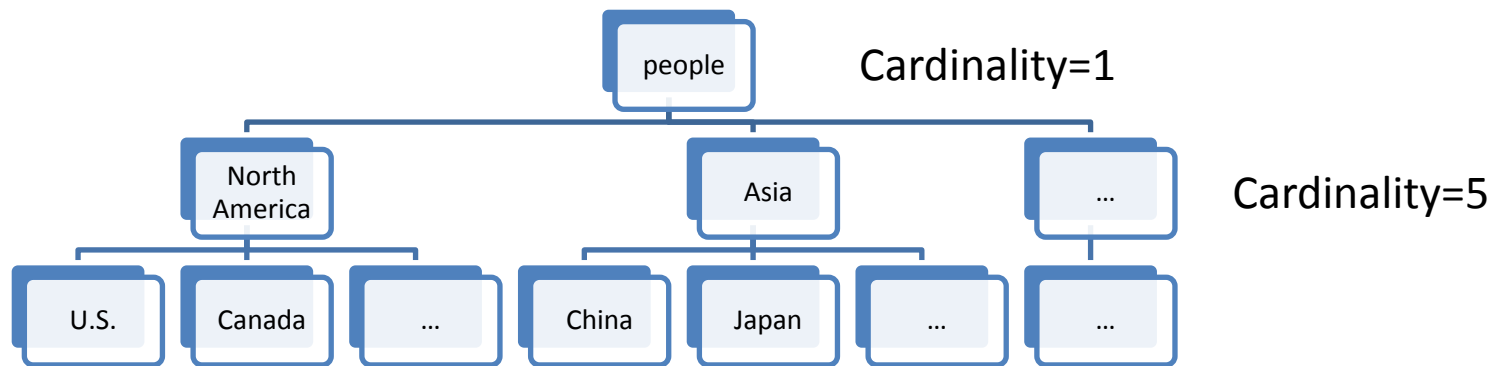 people
Cardinality=1
North
America
Asia
...
Cardinality=5
U.S.
Canada
...
China
Japan
...
...